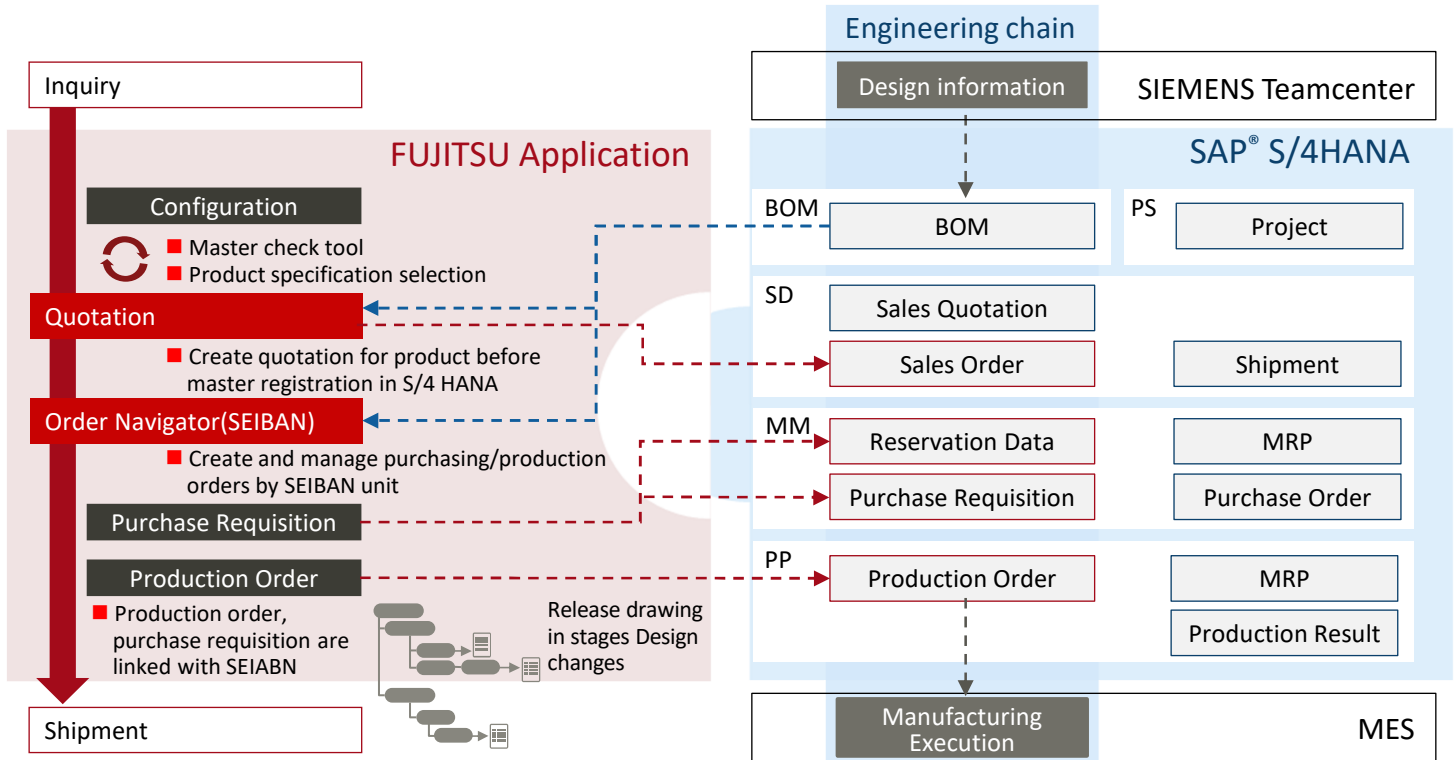 Engineering chain
Inquiry
Design information
SIEMENS Teamcenter
FUJITSU Application
SAP® S/4HANA
Configuration
Master check tool
Product specification selection
BOM
BOM
PS
Project
Quotation
Create quotation for product before
master registration in S/4 HANA
SD
Sales Quotation
Sales Order
Shipment
Order Navigator(SEIBAN)
Create and manage purchasing/production
orders by SEIBAN unit
MM
Reservation Data
MRP
Purchase Requisition
Purchase Requisition
Purchase Order
Production Order
Production order,
purchase requisition are
linked with SEIABN
Release drawing
in stages Design
changes
PP
Production Order
MRP
Production Result
Shipment
Manufacturing
Execution
MES